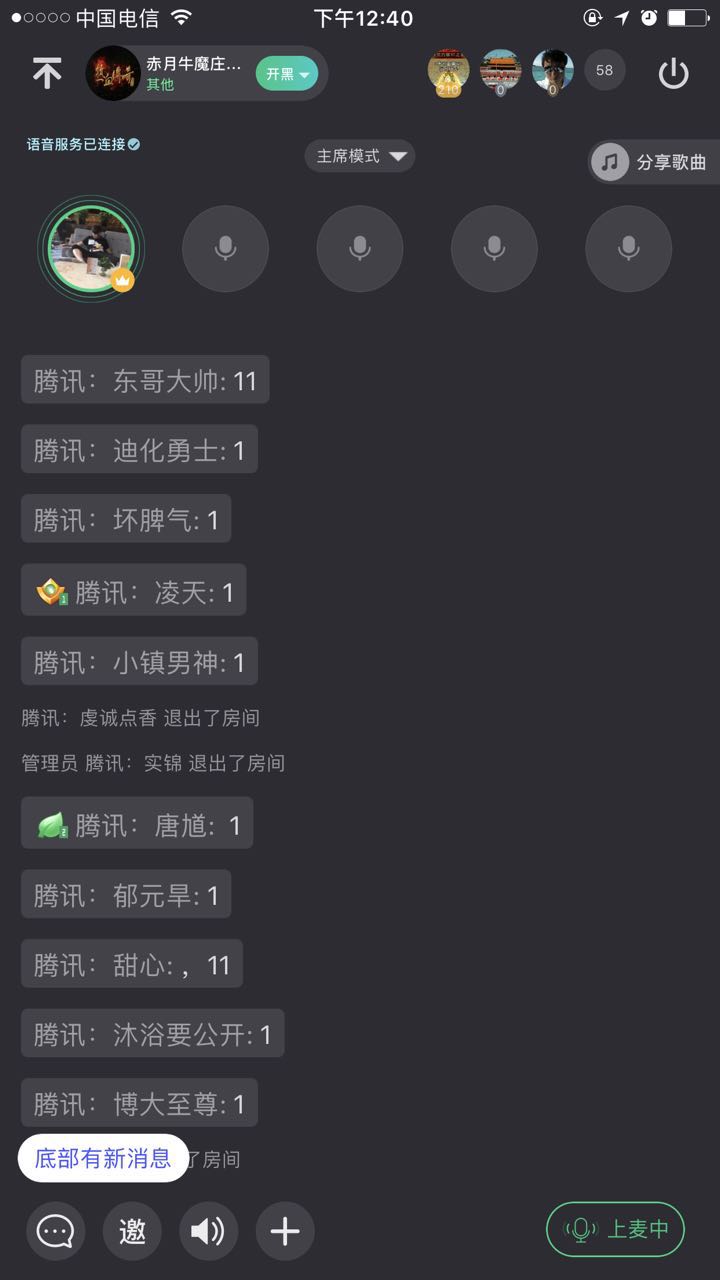 中国电信 下午12:40
赤月牛魔庄...
其他
开黑
210
0
0
58
语音服务已连接
主席模式
分享歌曲
腾讯：东哥大帅: 11
腾讯：迪化勇士: 1
腾讯：坏脾气: 1
1 腾讯：凌天: 1
腾讯：小镇男神: 1
腾讯：虔诚点香 退出了房间
管理员 腾讯：实锦 退出了房间
2 腾讯：唐馗: 1
腾讯：郁元旱: 1
腾讯：甜心: ，11
腾讯：沐浴要公开: 1
腾讯：博大至尊: 1
底部有新消息 了房间
邀
上麦中